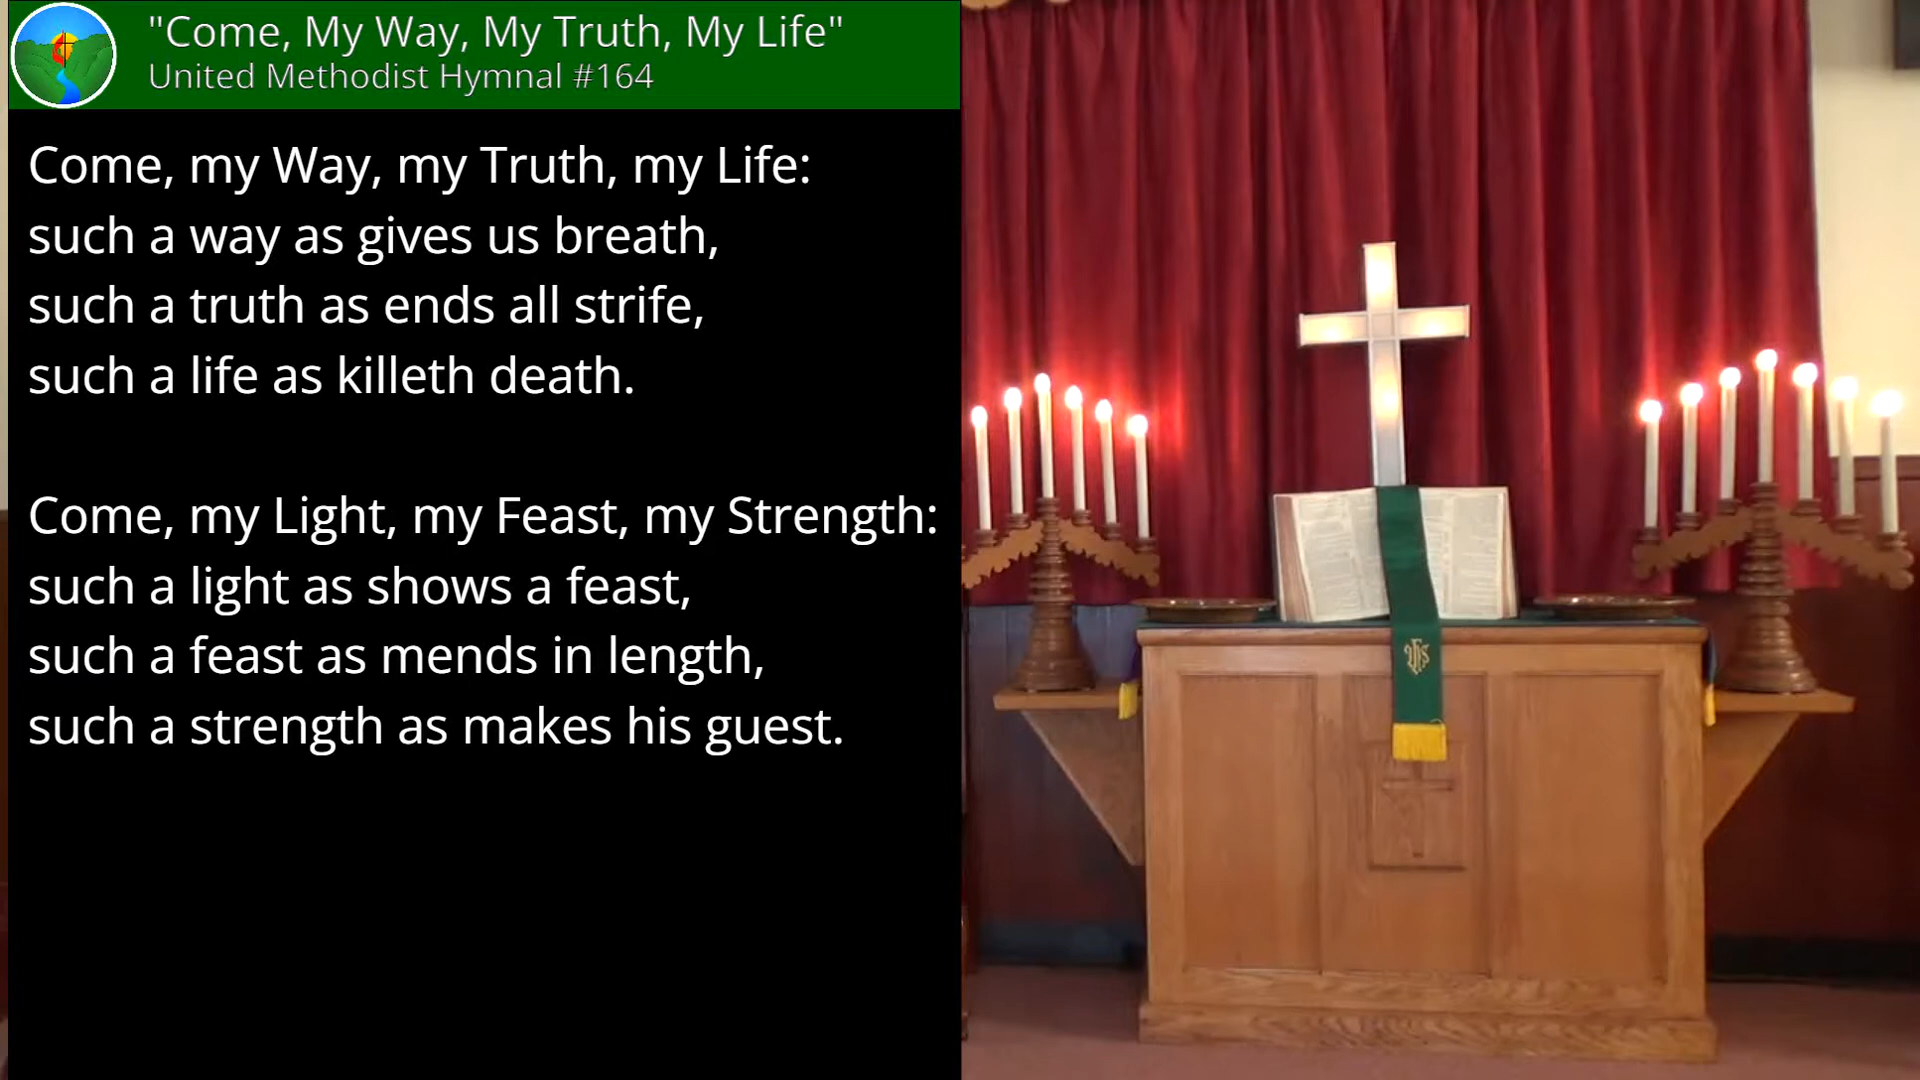 "Come, My Way, My Truth, My Life"
United Methodist Hymnal #164
Come, my Way, my Truth, my Life:
such a way as gives us breath,
such a truth as ends all strife,
such a life as killeth death.
Come, my Light, my Feast, my Strength:
such a light as shows a feast,
such a feast as mends in length,
such a strength as makes his guest.
IHS